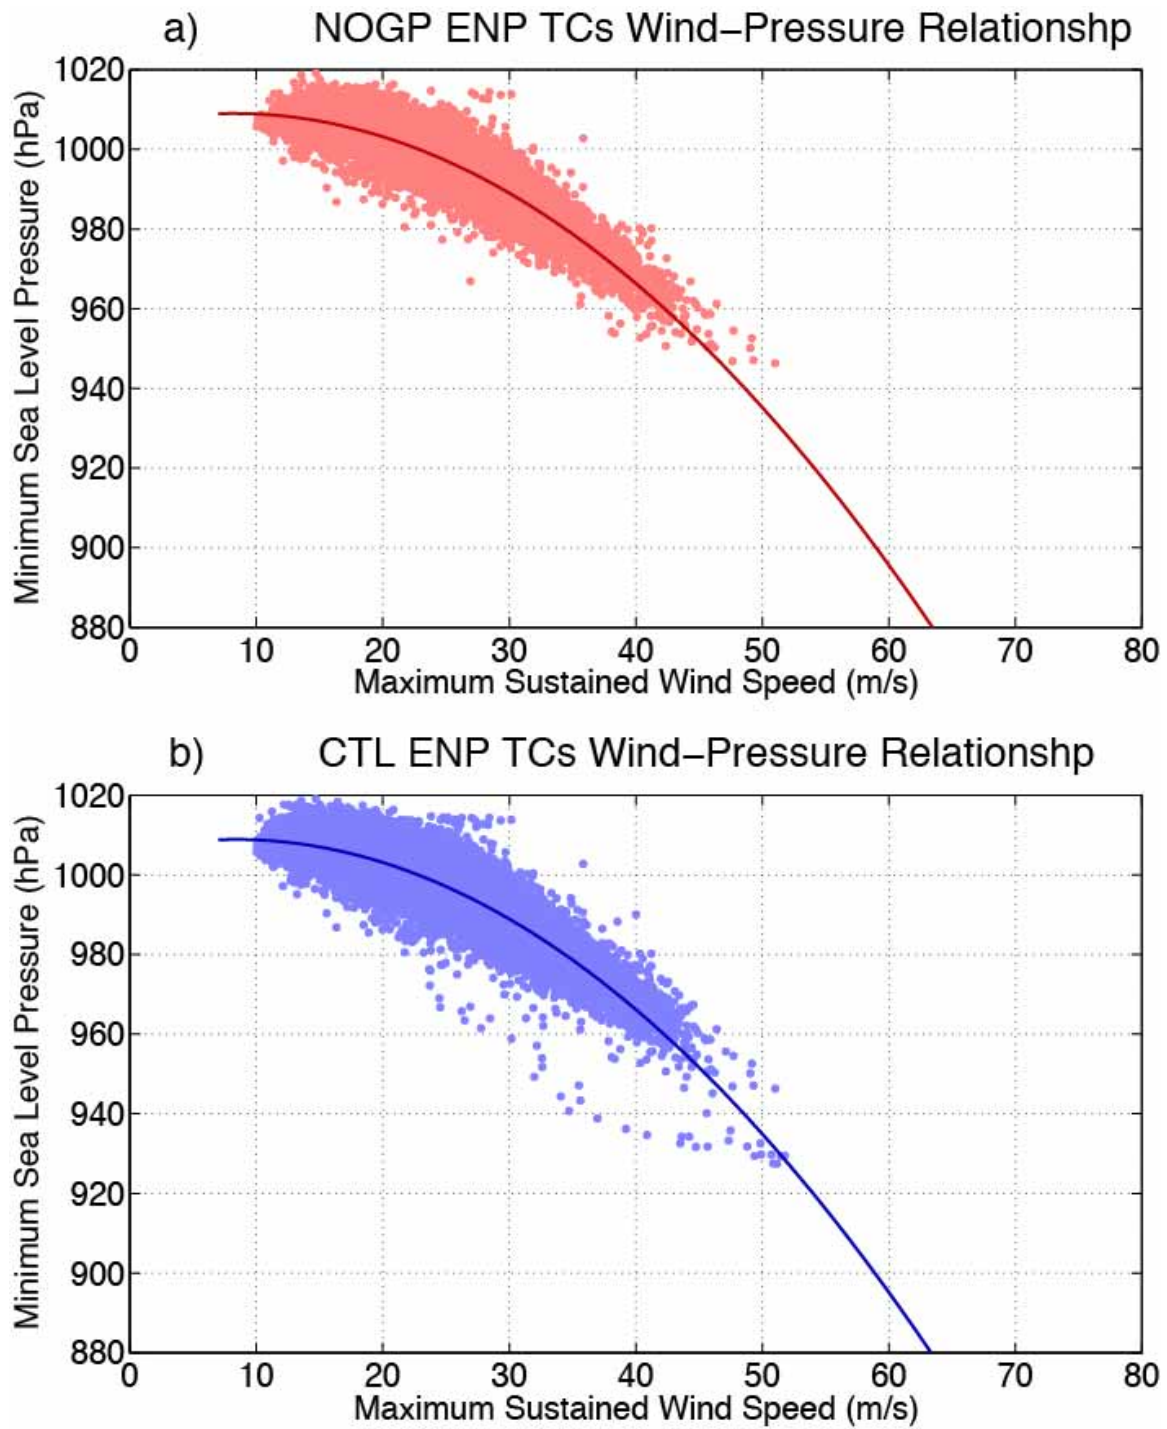 a) NOGP ENP TCs Wind–Pressure Relationshp
Minimum Sea Level Pressure (hPa)
1020
1000
980
960
940
920
900
880
0 10 20 30 40 50 60 70 80
Maximum Sustained Wind Speed (m/s)
b) CTL ENP TCs Wind–Pressure Relationshp
Minimum Sea Level Pressure (hPa)
1020
1000
980
960
940
920
900
880
0 10 20 30 40 50 60 70 80
Maximum Sustained Wind Speed (m/s)